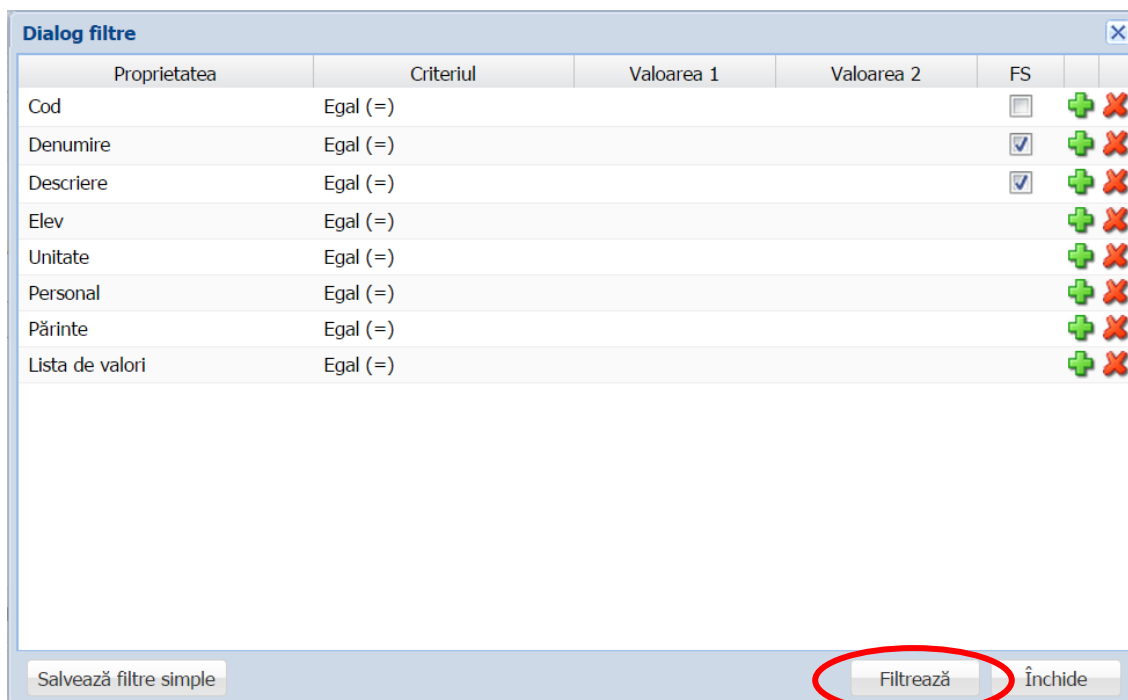 Dialog filtre
Proprietatea Criteriul Valoarea 1 Valoarea 2 FS
Cod Egal (=)
Denumire Egal (=)
Descriere Egal (=)
Elev Egal (=)
Unitate Egal (=)
Personal Egal (=)
Părinte Egal (=)
Lista de valori Egal (=)
Salvează filtre simple Filtrează Închide